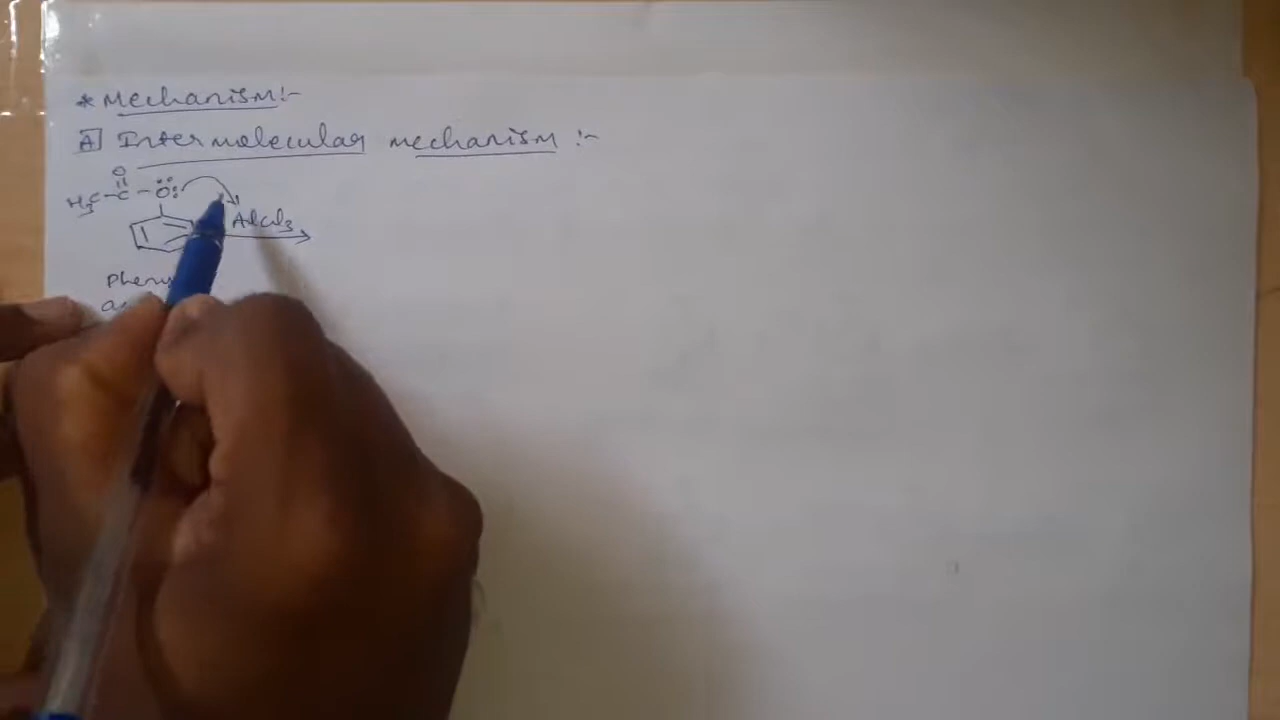 * Mechanism:-
A Intermolecular mechanism :-
O
H3C-C-O:
AlCl3